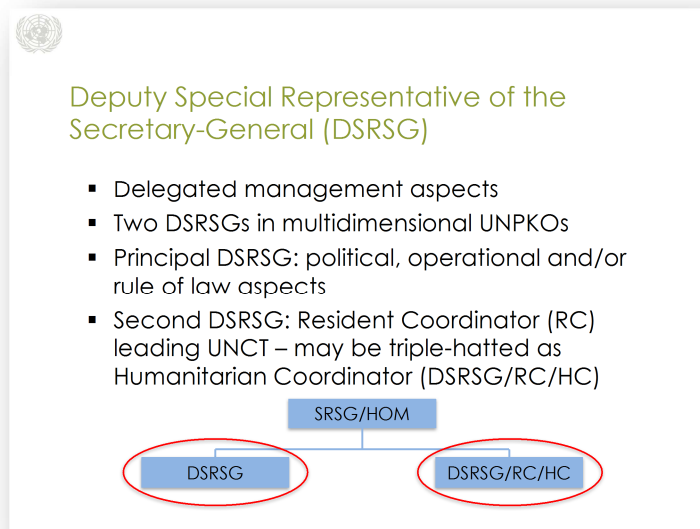 Deputy Special Representative of the
Secretary-General (DSRSG)
▪ Delegated management aspects
▪ Two DSRSGs in multidimensional UNPKOs
▪ Principal DSRSG: political, operational and/or
rule of law aspects
▪ Second DSRSG: Resident Coordinator (RC)
leading UNCT – may be triple-hatted as
Humanitarian Coordinator (DSRSG/RC/HC)
SRSG/HOM
DSRSG
DSRSG/RC/HC